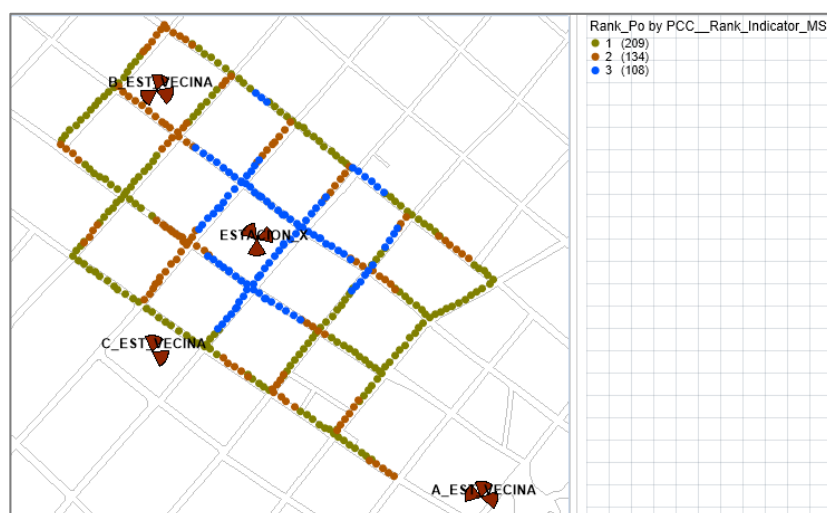 Rank_Po by PCC__Rank_Indicator_MS
1 (209)
2 (134)
3 (108)
B_EST_VECINA
ESTACION_X
C_EST_VECINA
A_EST_VECINA